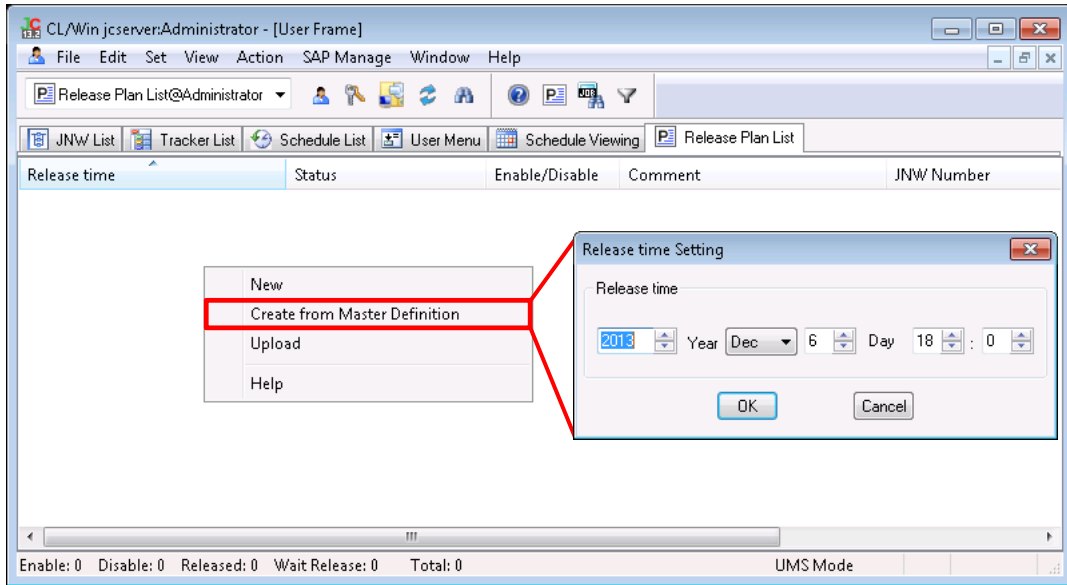 CL/Win jcserver:Administrator - [User Frame]
File Edit Set View Action SAP Manage Window Help
Release Plan List@Administrator
JNW List Tracker List Schedule List User Menu Schedule Viewing Release Plan List
Release time Status Enable/Disable Comment JNW Number
New
Create from Master Definition
Upload
Help
Release time Setting
Release time
2013 Year Dec 6 Day 18 : 0
OK Cancel
Enable: 0 Disable: 0 Released: 0 Wait Release: 0 Total: 0 UMS Mode